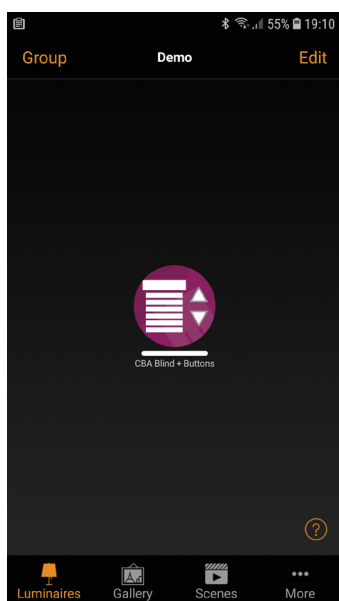 55% 19:10
Group Demo Edit
CBA Blind + Buttons
?
Luminaires Gallery Scenes More